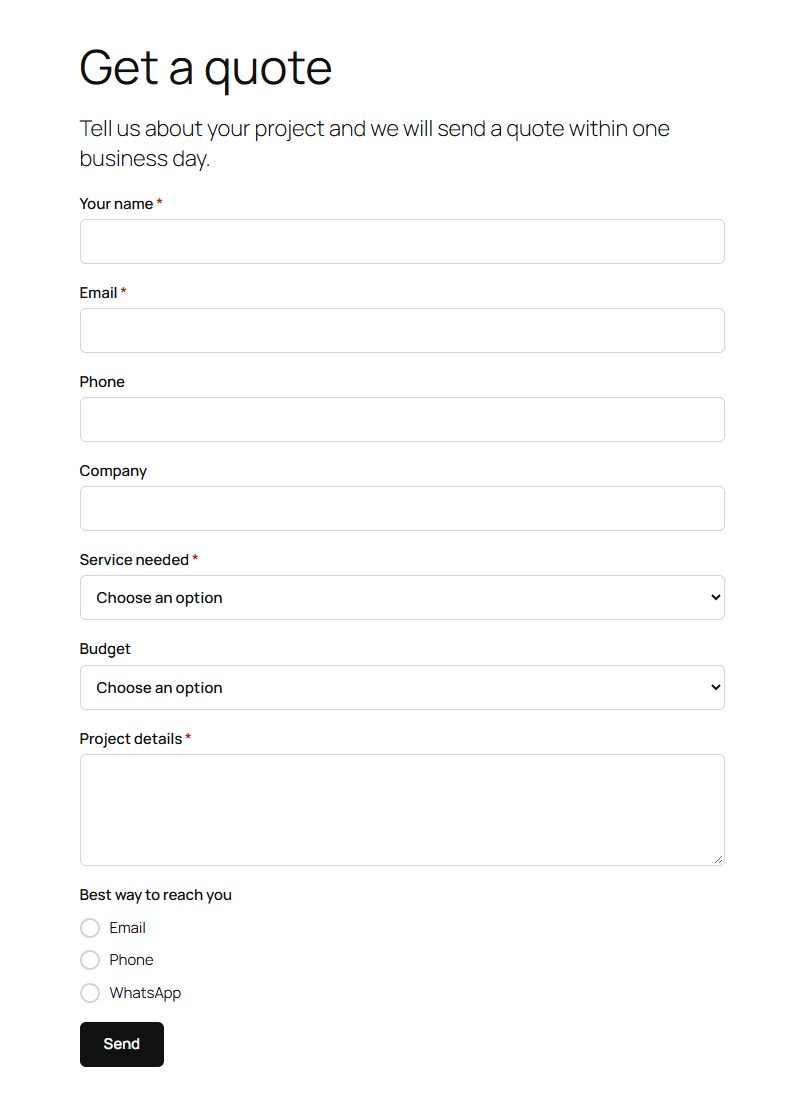 Get a quote
Tell us about your project and we will send a quote within one
business day.
Your name *
Email *
Phone
Company
Service needed *
Choose an option
Budget
Choose an option
Project details *
Best way to reach you
Email
Phone
WhatsApp
Send